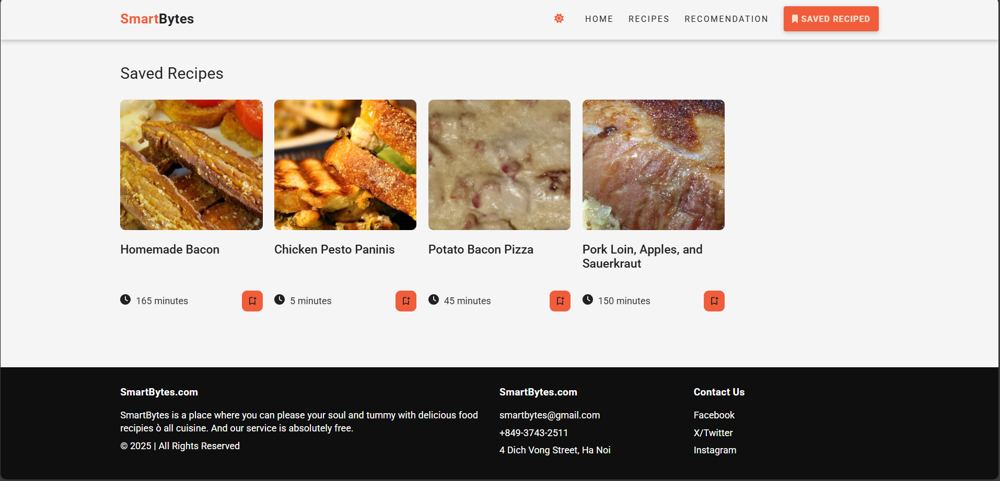 SmartBytes
HOME
RECIPES
RECOMENDATION
SAVED RECIPED
Saved Recipes
Homemade Bacon
Chicken Pesto Paninis
Potato Bacon Pizza
Pork Loin, Apples, and
Sauerkraut
165 minutes
5 minutes
45 minutes
150 minutes
SmartBytes.com
SmartBytes is a place where you can please your soul and tummy with delicious food
recipies ò all cuisine. And our service is absolutely free.
© 2025 | All Rights Reserved
SmartBytes.com
smartbytes@gmail.com
+849-3743-2511
4 Dich Vong Street, Ha Noi
Contact Us
Facebook
X/Twitter
Instagram